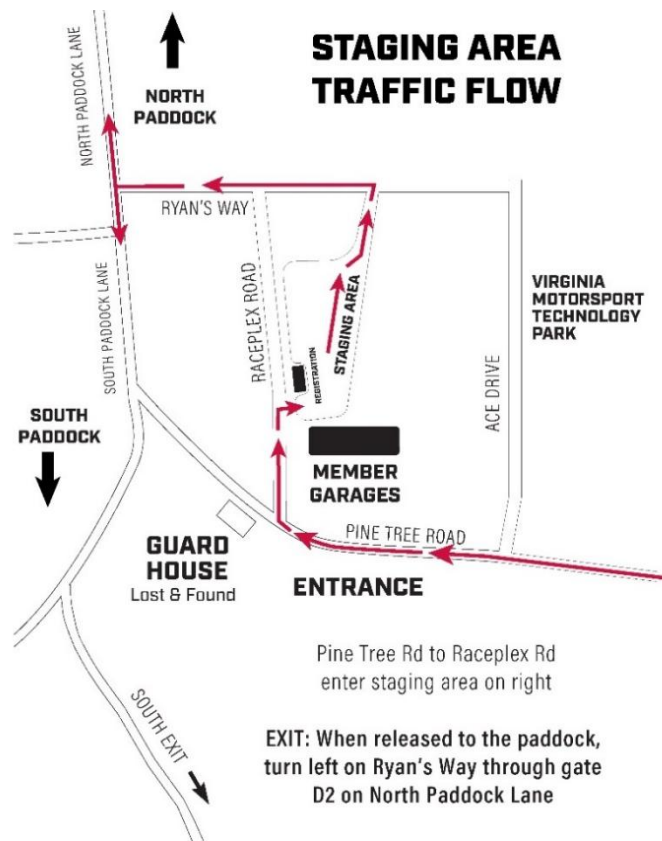 STAGING AREA
TRAFFIC FLOW
NORTH
PADDOCK
NORTH PADDOCK LANE
RYAN'S WAY
RACEPLEX ROAD
STAGING AREA
REGISTRATION
VIRGINIA
MOTORSPORT
TECHNOLOGY
PARK
ACE DRIVE
SOUTH PADDOCK LANE
SOUTH
PADDOCK
MEMBER
GARAGES
PINE TREE ROAD
GUARD
HOUSE
Lost & Found
ENTRANCE
SOUTH EXIT
Pine Tree Rd to Raceplex Rd
enter staging area on right
EXIT: When released to the paddock,
turn left on Ryan's Way through gate
D2 on North Paddock Lane